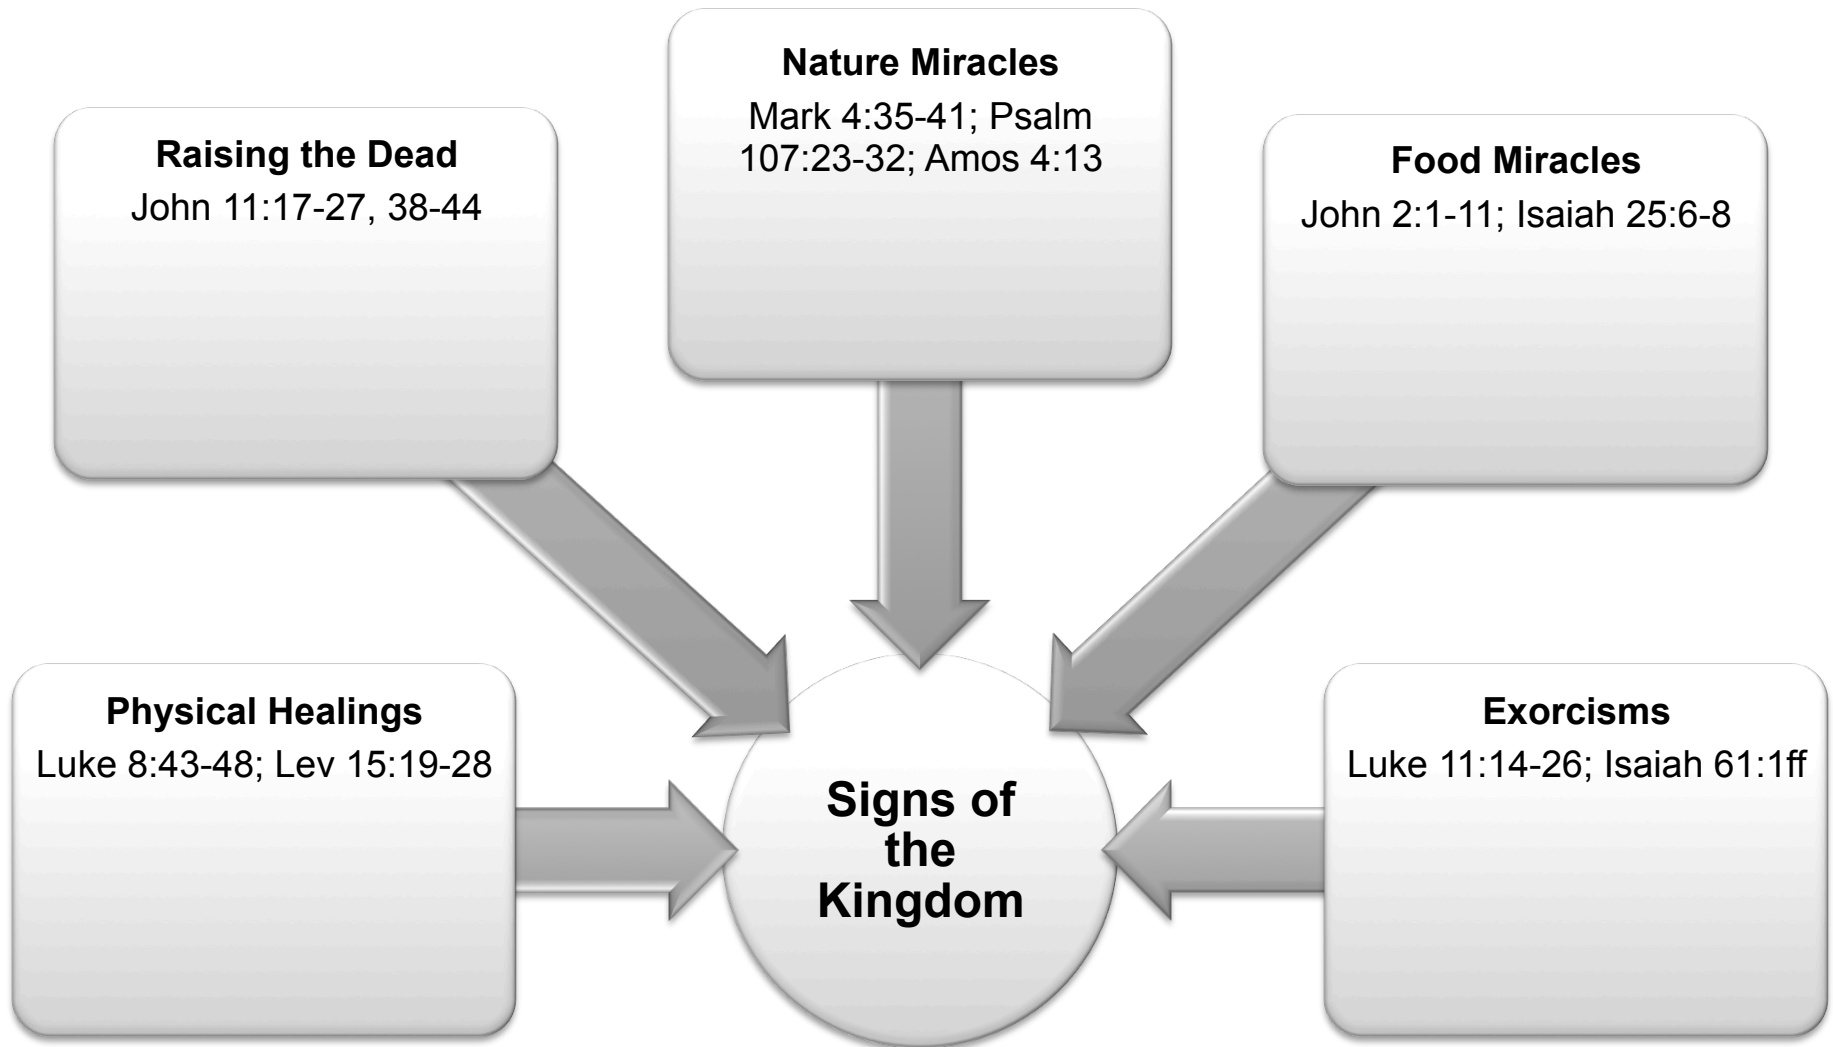 Nature Miracles
Mark 4:35-41; Psalm
107:23-32; Amos 4:13
Raising the Dead
John 11:17-27, 38-44
Food Miracles
John 2:1-11; Isaiah 25:6-8
Physical Healings
Luke 8:43-48; Lev 15:19-28
Signs of
the
Kingdom
Exorcisms
Luke 11:14-26; Isaiah 61:1ff